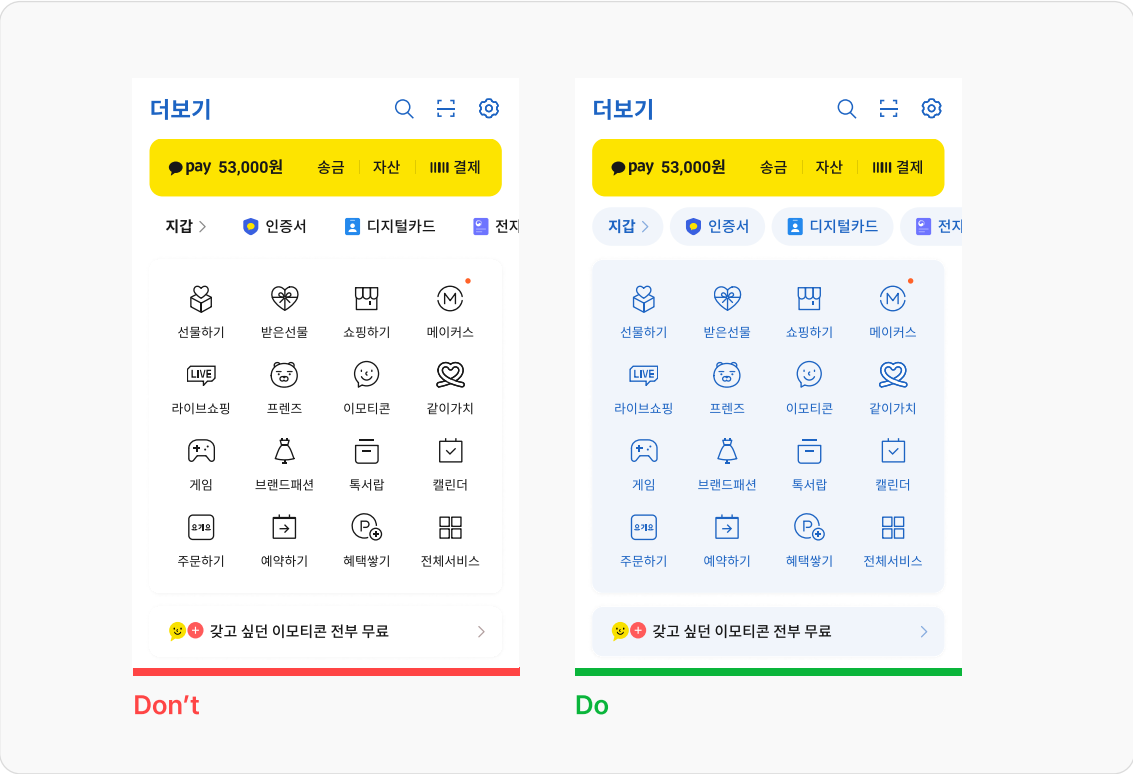 더보기
pay 53,000원 송금 자산 결제
지갑 인증서 디지털카드 전자
선물하기 받은선물 쇼핑하기 메이커스
M
LIVE
라이브쇼핑 프렌즈 이모티콘 같이가치
게임 브랜드패션 톡서랍 캘린더
요기요 P
주문하기 예약하기 혜택쌓기 전체서비스
갖고 싶던 이모티콘 전부 무료
Don't
더보기
pay 53,000원 송금 자산 결제
지갑 인증서 디지털카드 전자
M
선물하기 받은선물 쇼핑하기 메이커스
LIVE
라이브쇼핑 프렌즈 이모티콘 같이가치
게임 브랜드패션 톡서랍 캘린더
요기요 P
주문하기 예약하기 혜택쌓기 전체서비스
갖고 싶던 이모티콘 전부 무료
Do